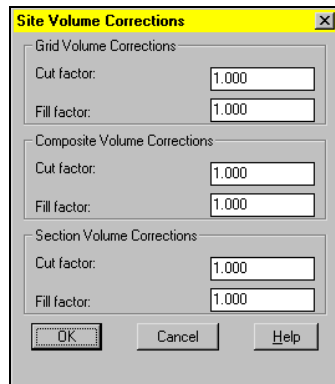 Site Volume Corrections
Grid Volume Corrections
Cut factor: 1.000
Fill factor: 1.000
Composite Volume Corrections
Cut factor: 1.000
Fill factor: 1.000
Section Volume Corrections
Cut factor: 1.000
Fill factor: 1.000
OK Cancel Help